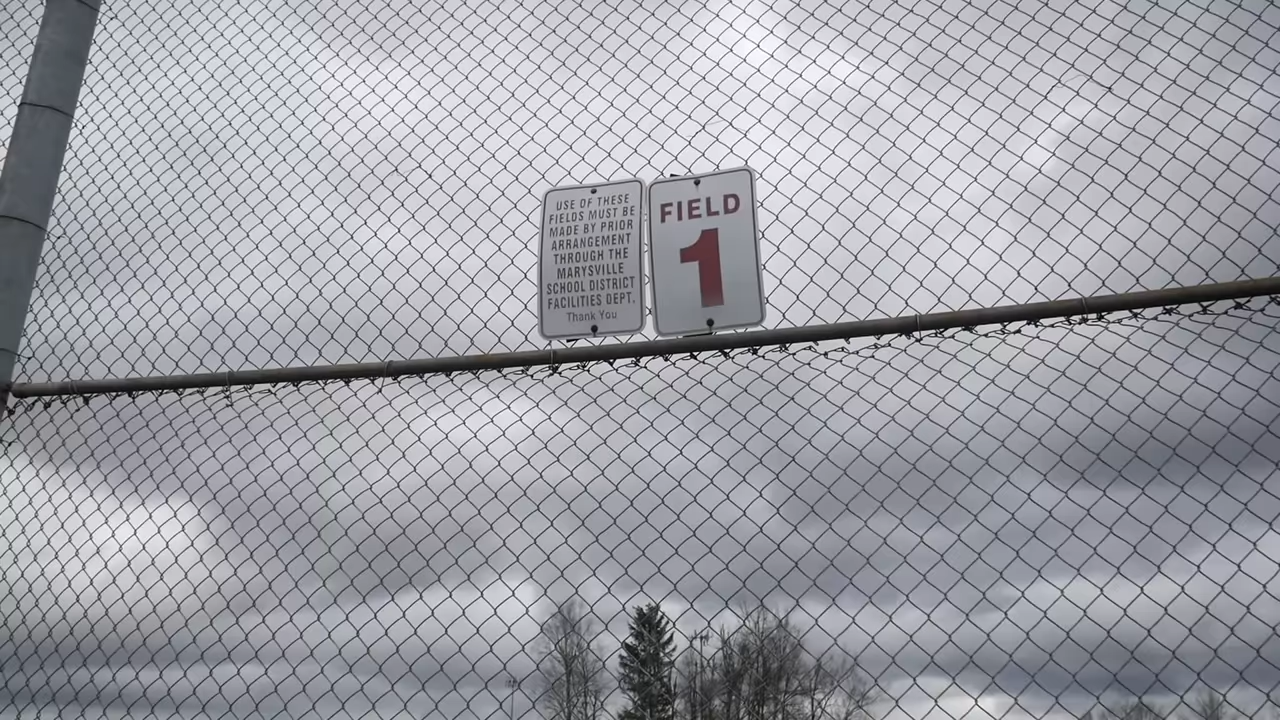 USE OF THESE
FIELDS MUST BE
MADE BY PRIOR
ARRANGEMENT
THROUGH THE
MARYSVILLE
SCHOOL DISTRICT
FACILITIES DEPT.
Thank You
FIELD
1